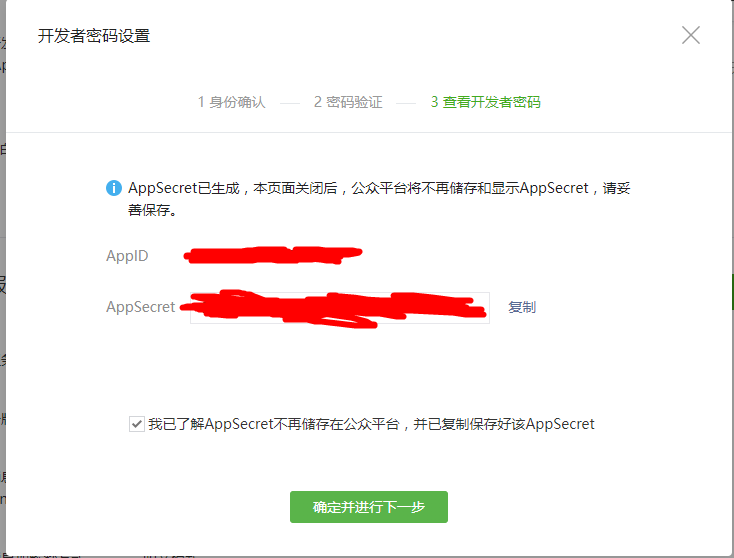 开发者密码设置
1 身份确认 2 密码验证 3 查看开发者密码
AppSecret已生成，本页面关闭后，公众平台将不再储存和显示AppSecret，请妥
善保存。
AppID
AppSecret 复制
我已了解AppSecret不再储存在公众平台，并已复制保存好该AppSecret
确定并进行下一步